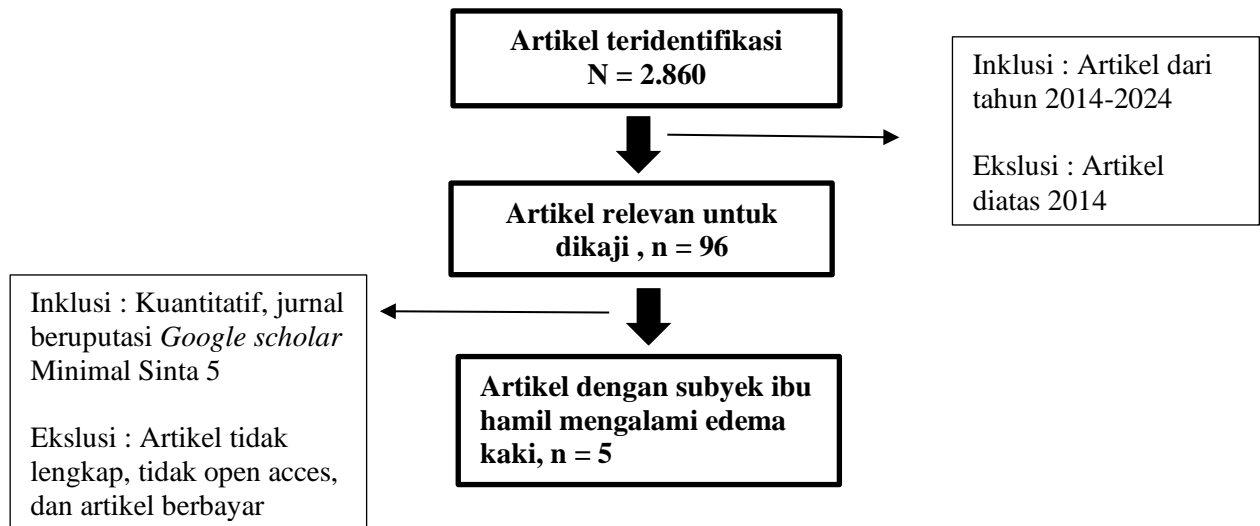 Artikel teridentifikasi
N = 2.860
Inklusi : Artikel dari
tahun 2014-2024
Ekslusi : Artikel
diatas 2014
Artikel relevan untuk
dikaji , n = 96
Inklusi : Kuantitatif, jurnal
beruputasi Google scholar
Minimal Sinta 5
Ekslusi : Artikel tidak
lengkap, tidak open acces,
dan artikel berbayar
Artikel dengan subyek ibu
hamil mengalami edema
kaki, n = 5